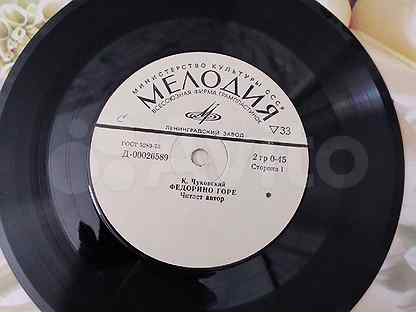 МИНИСТЕРСТВО КУЛЬТУРЫ СССР
МЕЛОДИЯ
ВСЕСОЮЗНАЯ ФИРМА ГРАМПЛАСТИНОК
ЛЕНИНГРАДСКИЙ ЗАВОД
▽33
ГОСТ 5289-73
Д-00026589
2 гр 0-45
Сторона 1
К. Чуковский
ФЕДОРИНО ГОРЕ
Читает автор
Avito